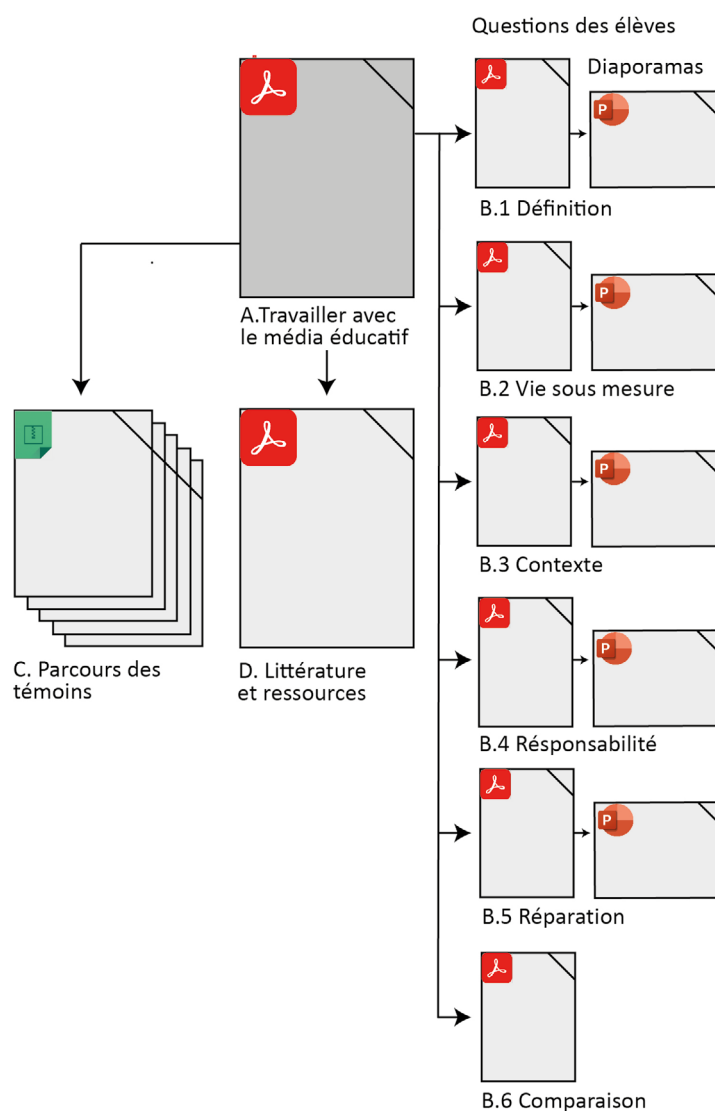 Questions des élèves
Diaporamas
P
B.1 Définition
P
A.Travailler avec
le média éducatif
B.2 Vie sous mesure
P
B.3 Contexte
C. Parcours des
témoins
D. Littérature
et ressources
P
B.4 Résponsabilité
P
B.5 Réparation
B.6 Comparaison